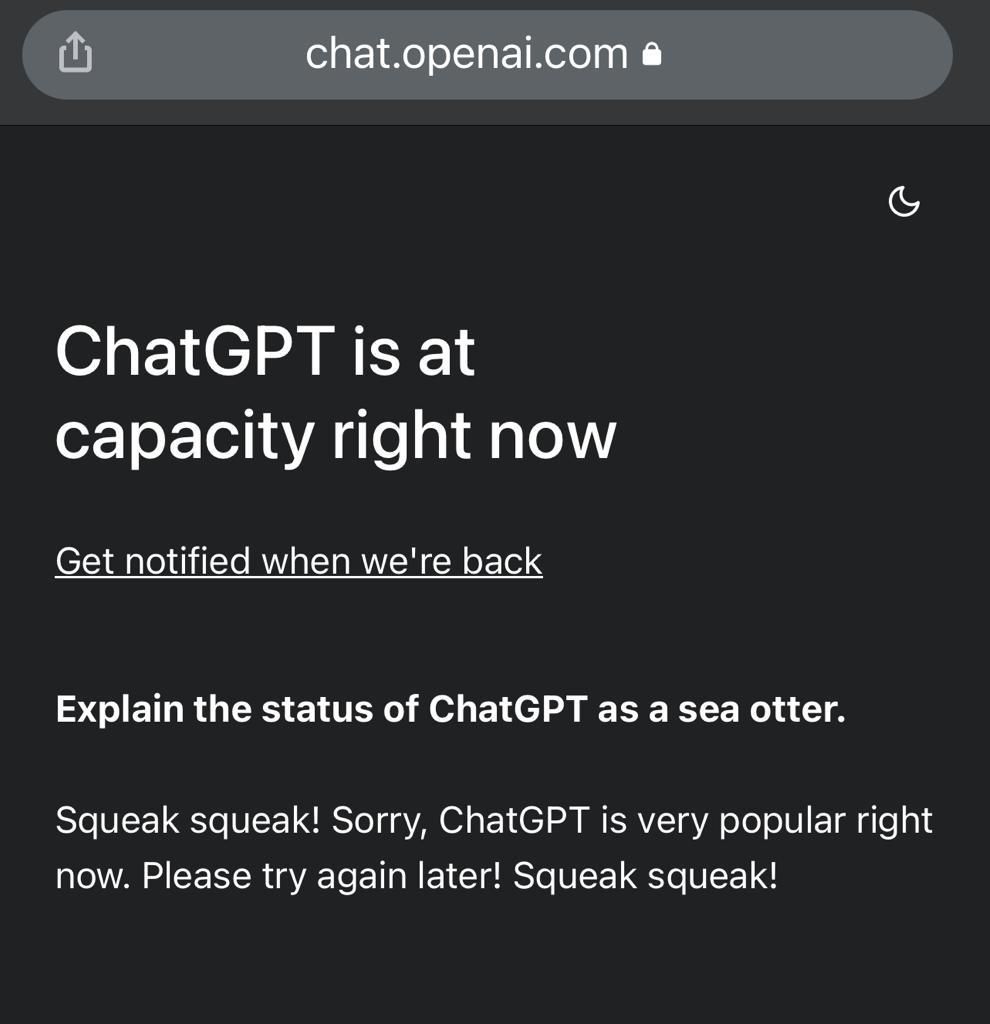 chat.openai.com
ChatGPT is at
capacity right now
Get notified when we're back
Explain the status of ChatGPT as a sea otter.
Squeak squeak! Sorry, ChatGPT is very popular right
now. Please try again later! Squeak squeak!